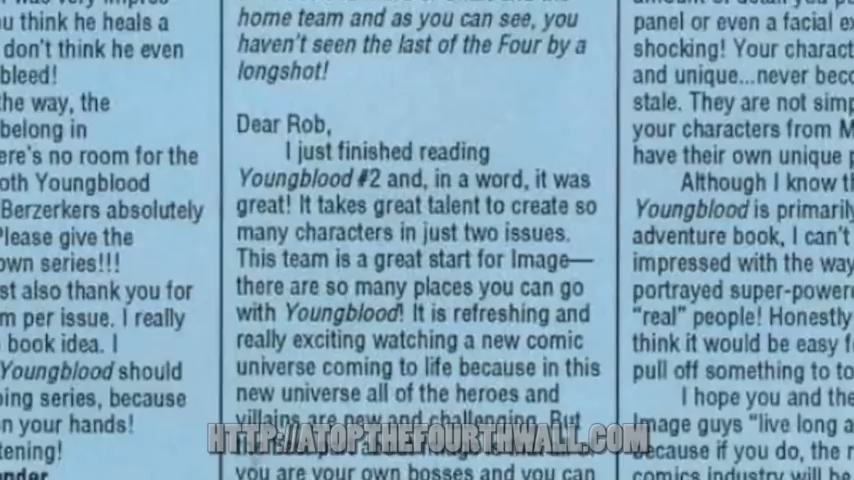 u think he heals a
don't think he even
bleed!
the way, the
belong in
ere's no room for the
oth Youngblood
Berzerkers absolutely
Please give the
own series!!!
st also thank you for
m per issue. I really
book idea. I
Youngblood should
oing series, because
n your hands!
tening!
home team and as you can see, you
haven't seen the last of the Four by a
longshot!
Dear Rob,
I just finished reading
Youngblood #2 and, in a word, it was
great! It takes great talent to create so
many characters in just two issues.
This team is a great start for Image—
there are so many places you can go
with Youngblood! It is refreshing and
really exciting watching a new comic
universe coming to life because in this
new universe all of the heroes and
villains are new and challenging. But
you are your own bosses and you can
panel or even a facial ex
shocking! Your charact
and unique...never beco
stale. They are not simp
your characters from M
have their own unique p
Although I know th
Youngblood is primarily
adventure book, I can't
impressed with the way
portrayed super-powere
"real" people! Honestly
think it would be easy f
pull off something to to
I hope you and the
Image guys "live long a
because if you do, the r
comics industry will be
HTTP://ATOPTHEFOURTHWALL.COM